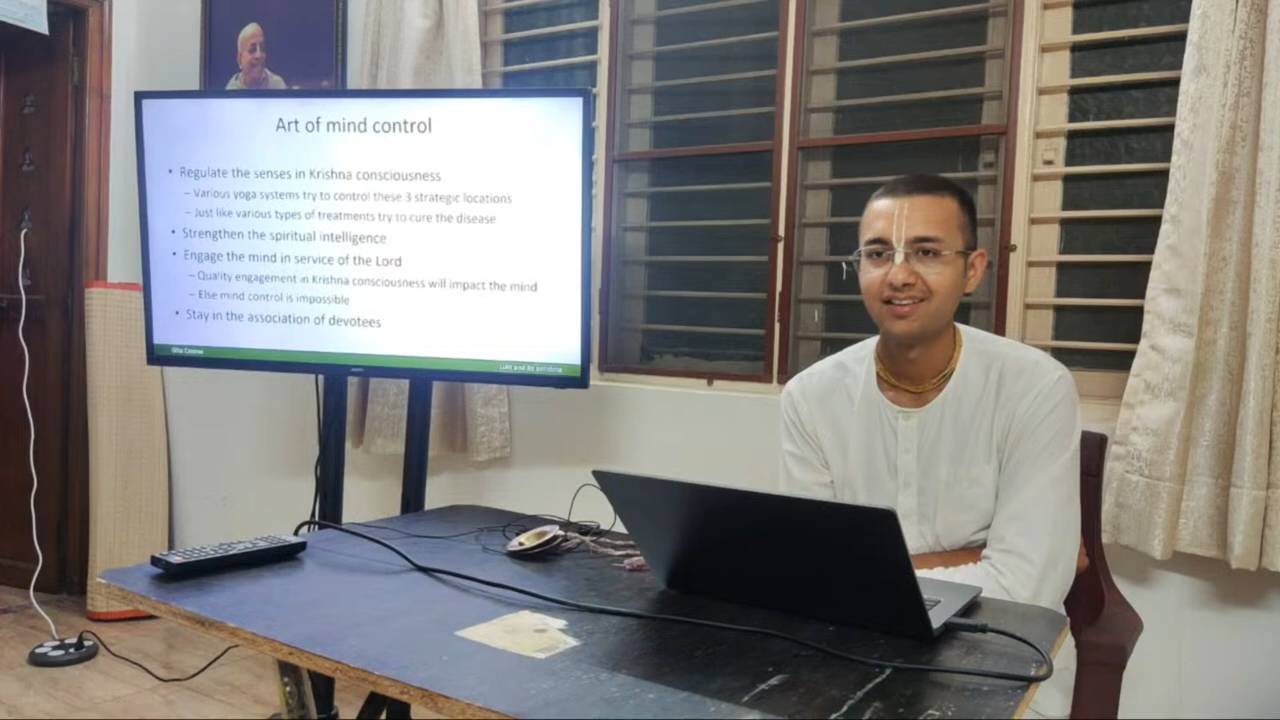 Art of mind control
• Regulate the senses in Krishna consciousness
– Various yoga systems try to control these 3 strategic locations
– Just like various types of treatments try to cure the disease
• Strengthen the spiritual intelligence
• Engage the mind in service of the Lord
– Quality engagement in Krishna consciousness will impact the mind
– Else mind control is impossible
• Stay in the association of devotees
Gita Course